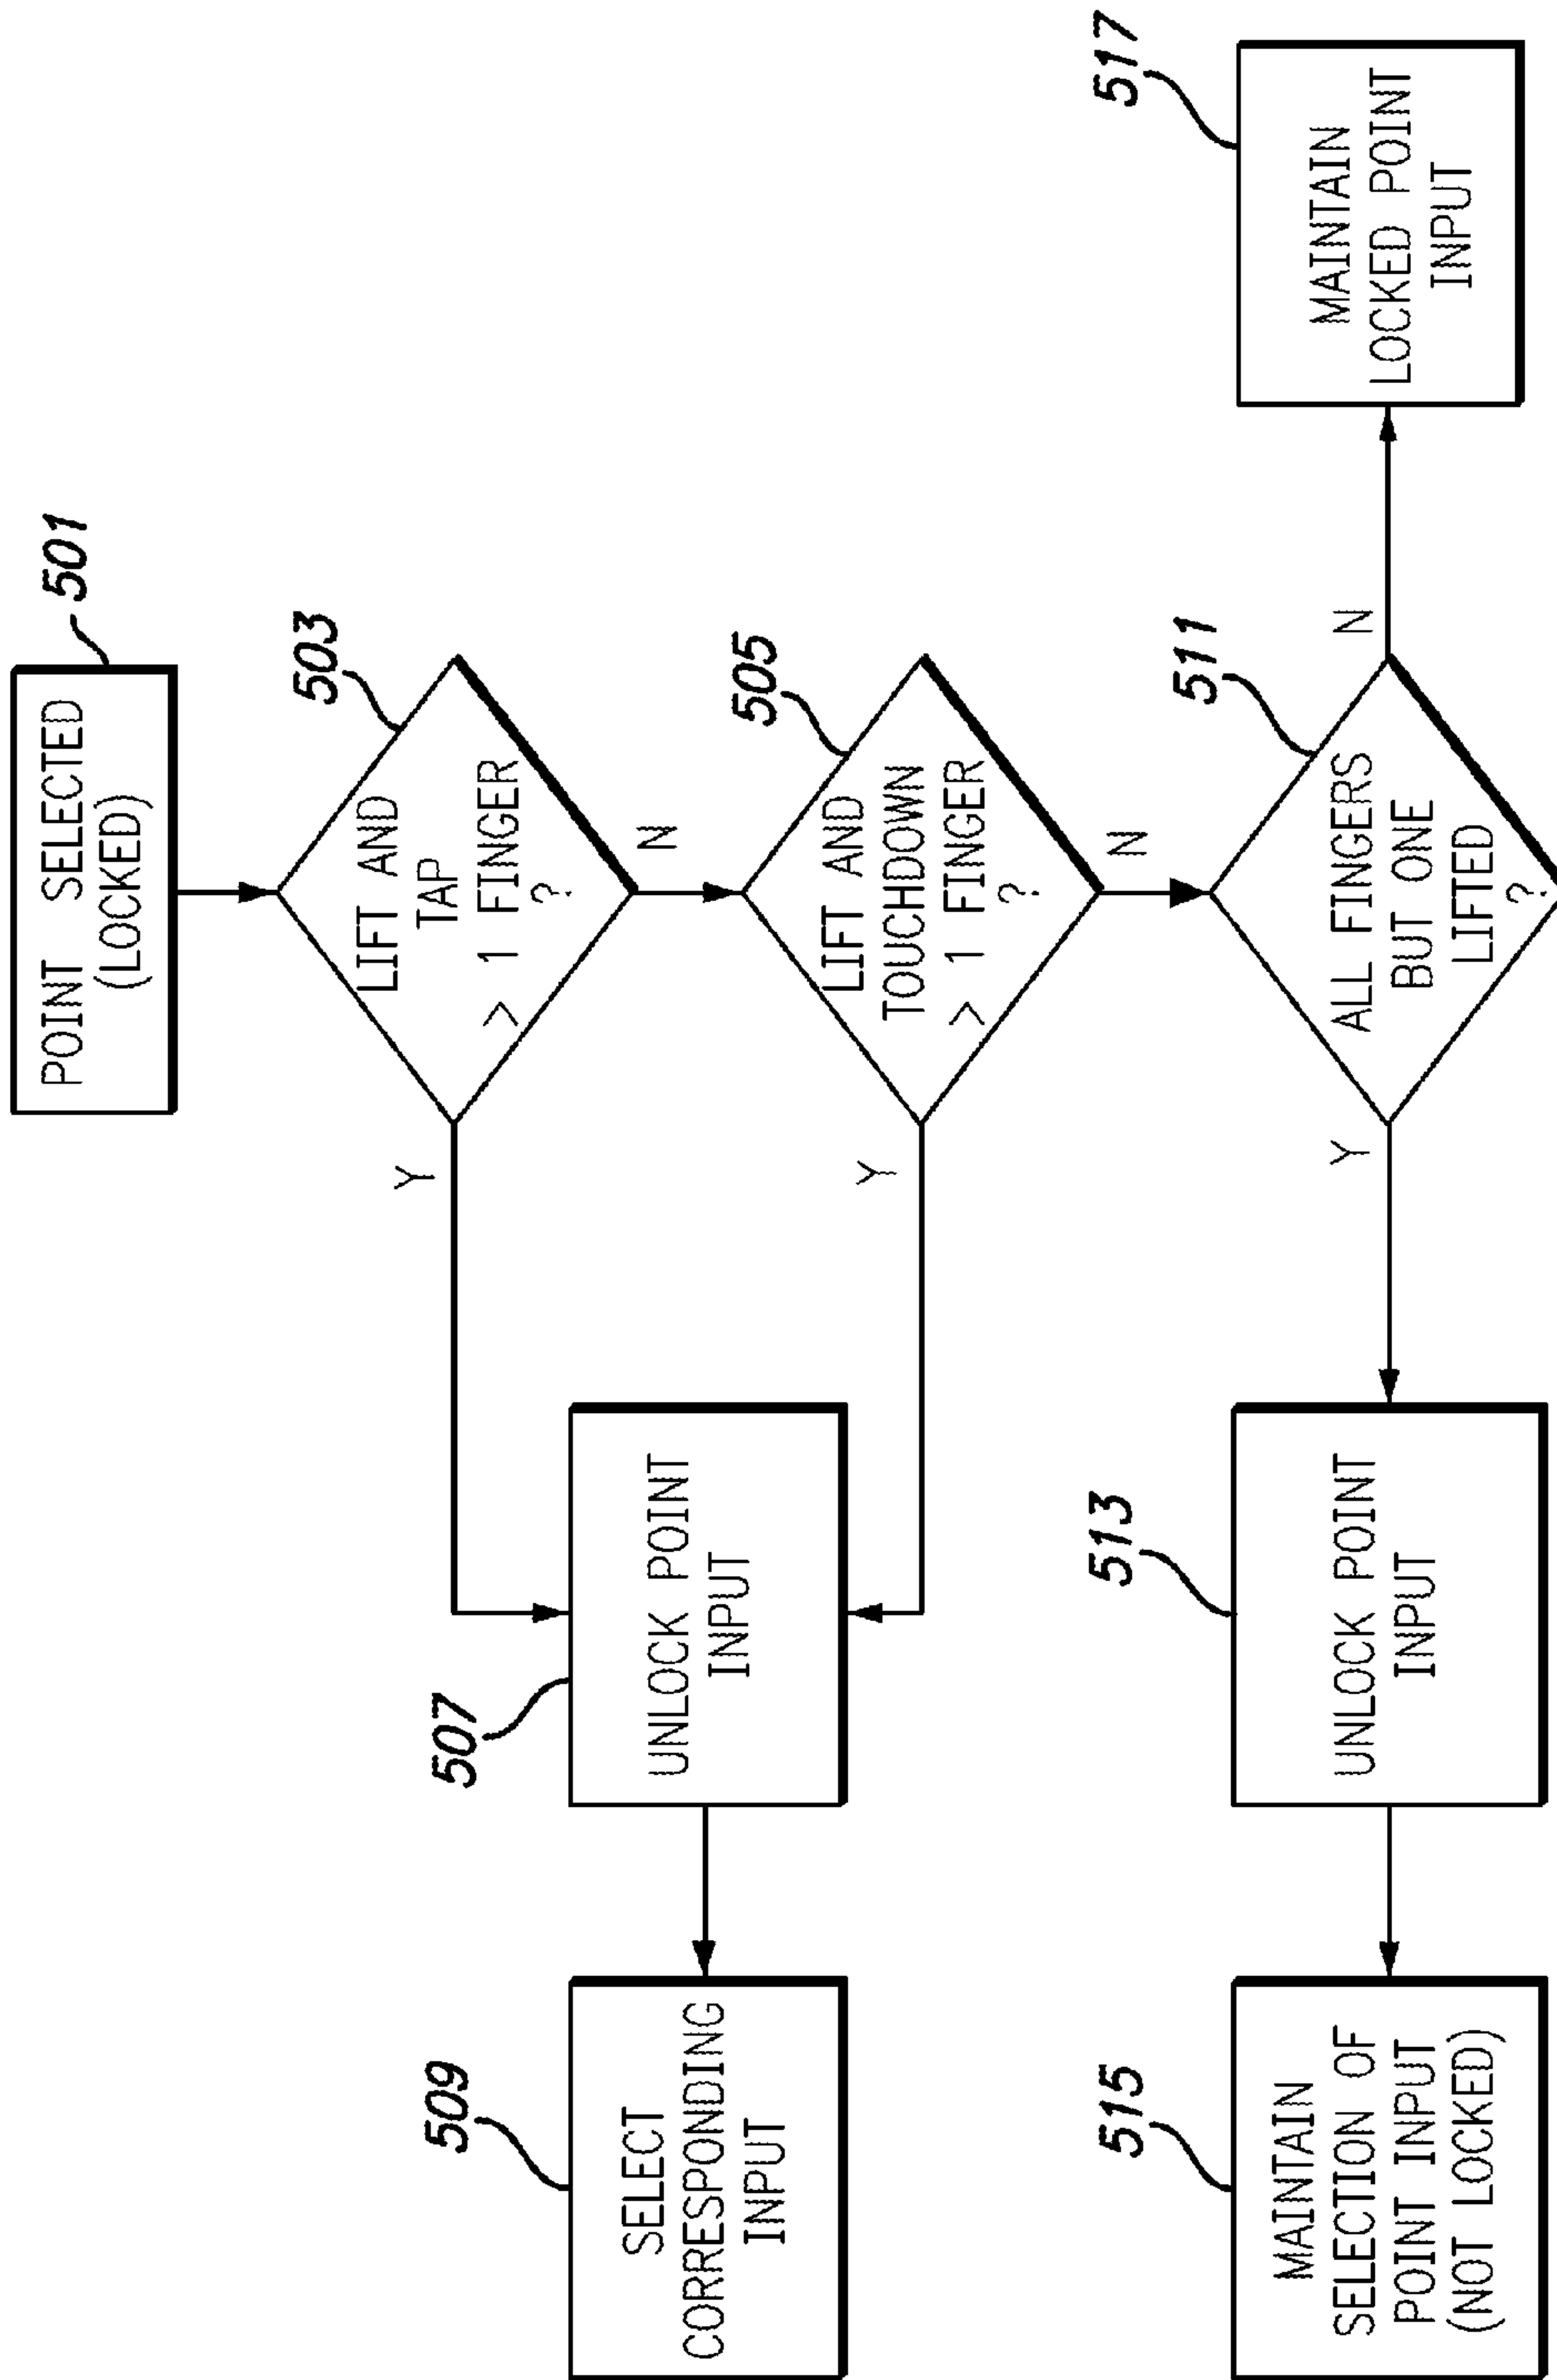 POINT SELECTED
(LOCKED)
501
LIFT AND
TAP
> 1 FINGER
?
503
Y
N
LIFT AND
TOUCHDOWN
> 1 FINGER
?
505
Y
N
UNLOCK POINT
INPUT
507
SELECT
CORRESPONDING
INPUT
509
ALL FINGERS
BUT ONE
LIFTED
?
511
Y
N
UNLOCK POINT
INPUT
513
MAINTAIN
SELECTION OF
POINT INPUT
(NOT LOCKED)
515
MAINTAIN
LOCKED POINT
INPUT
517